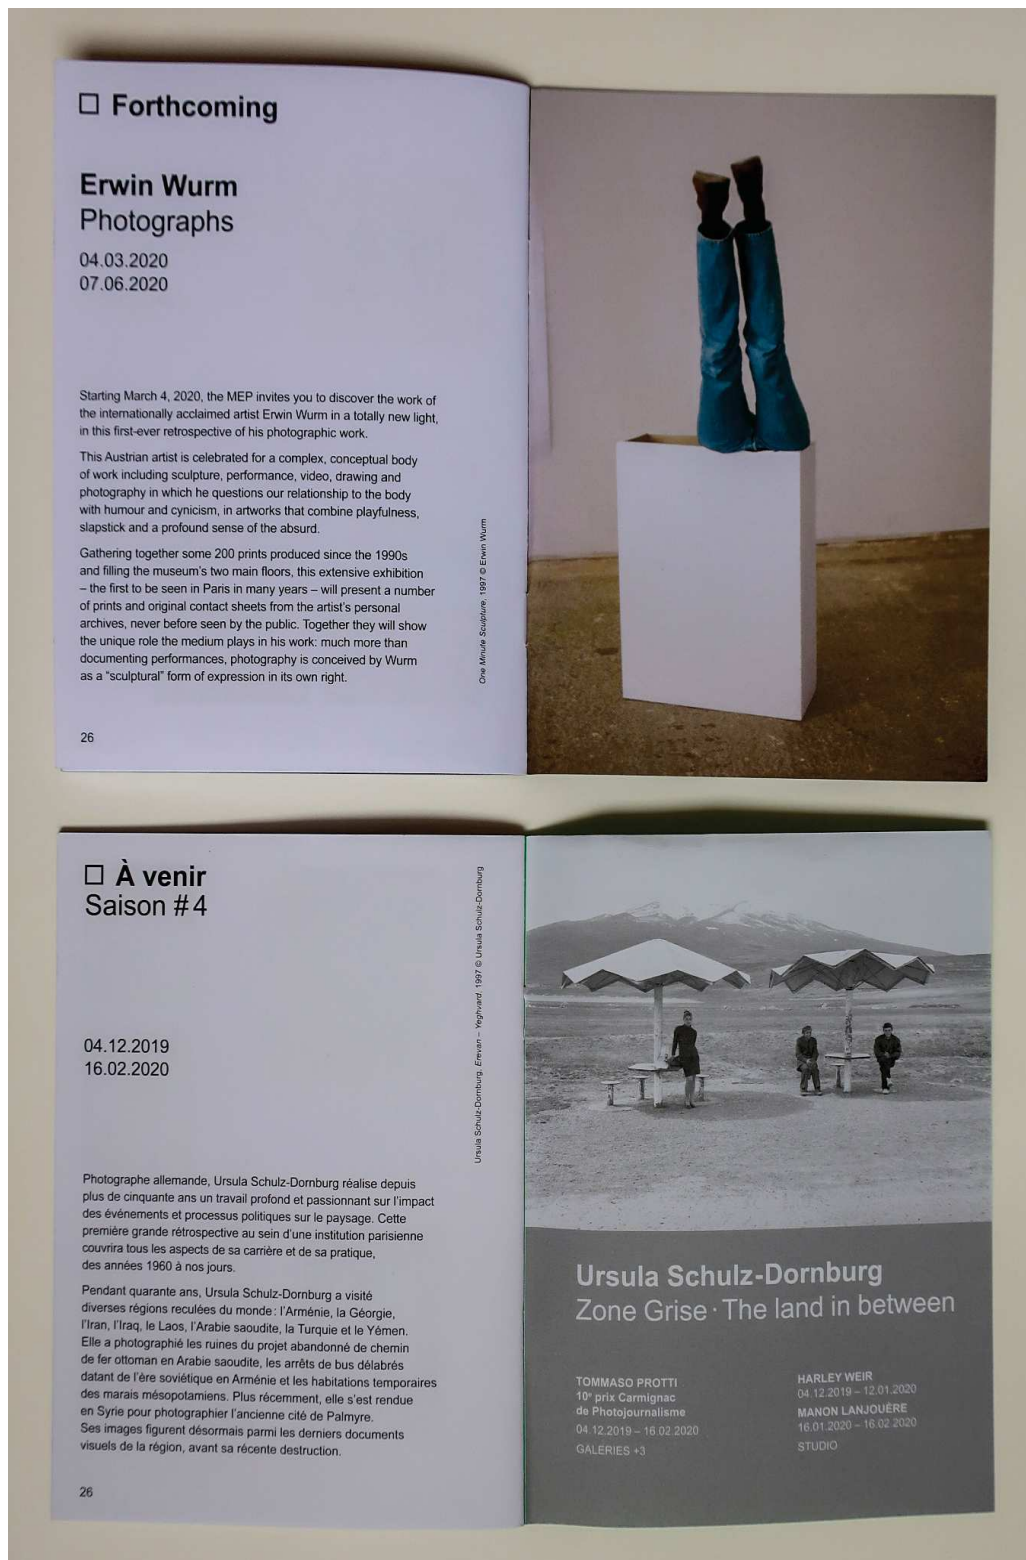 □ Forthcoming
Erwin Wurm
Photographs
04.03.2020
07.06.2020
Starting March 4, 2020, the MEP invites you to discover the work of
the internationally acclaimed artist Erwin Wurm in a totally new light,
in this first-ever retrospective of his photographic work.
This Austrian artist is celebrated for a complex, conceptual body
of work including sculpture, performance, video, drawing and
photography in which he questions our relationship to the body
with humour and cynicism, in artworks that combine playfulness,
slapstick and a profound sense of the absurd.
Gathering together some 200 prints produced since the 1990s
and filling the museum's two main floors, this extensive exhibition
– the first to be seen in Paris in many years – will present a number
of prints and original contact sheets from the artist's personal
archives, never before seen by the public. Together they will show
the unique role the medium plays in his work: much more than
documenting performances, photography is conceived by Wurm
as a “sculptural” form of expression in its own right.
One Minute Sculpture, 1997 © Erwin Wurm
26
□ À venir
Saison #4
04.12.2019
16.02.2020
Photographe allemande, Ursula Schulz-Dornburg réalise depuis
plus de cinquante ans un travail profond et passionnant sur l'impact
des événements et processus politiques sur le paysage. Cette
première grande rétrospective au sein d'une institution parisienne
couvrira tous les aspects de sa carrière et de sa pratique,
des années 1960 à nos jours.
Pendant quarante ans, Ursula Schulz-Dornburg a visité
diverses régions reculées du monde : l'Arménie, la Géorgie,
l'Iran, l'Iraq, le Laos, l'Arabie saoudite, la Turquie et le Yémen.
Elle a photographié les ruines du projet abandonné de chemin
de fer ottoman en Arabie saoudite, les arrêts de bus délabrés
datant de l'ère soviétique en Arménie et les habitations temporaires
des marais mésopotamiens. Plus récemment, elle s'est rendue
en Syrie pour photographier l'ancienne cité de Palmyre.
Ses images figurent désormais parmi les derniers documents
visuels de la région, avant sa récente destruction.
Ursula Schulz-Dornburg, Erevan – Yeghvard 1997 © Ursula Schulz-Dornburg
26
Ursula Schulz-Dornburg
Zone Grise · The land in between
TOMMASO PROTTI
10e prix Carmignac
de Photojournalisme
04.12.2019 – 16.02.2020
GALERIES +3
HARLEY WEIR
04.12.2019 – 12.01.2020
MANON LANJOUÈRE
16.01.2020 – 16.02.2020
STUDIO